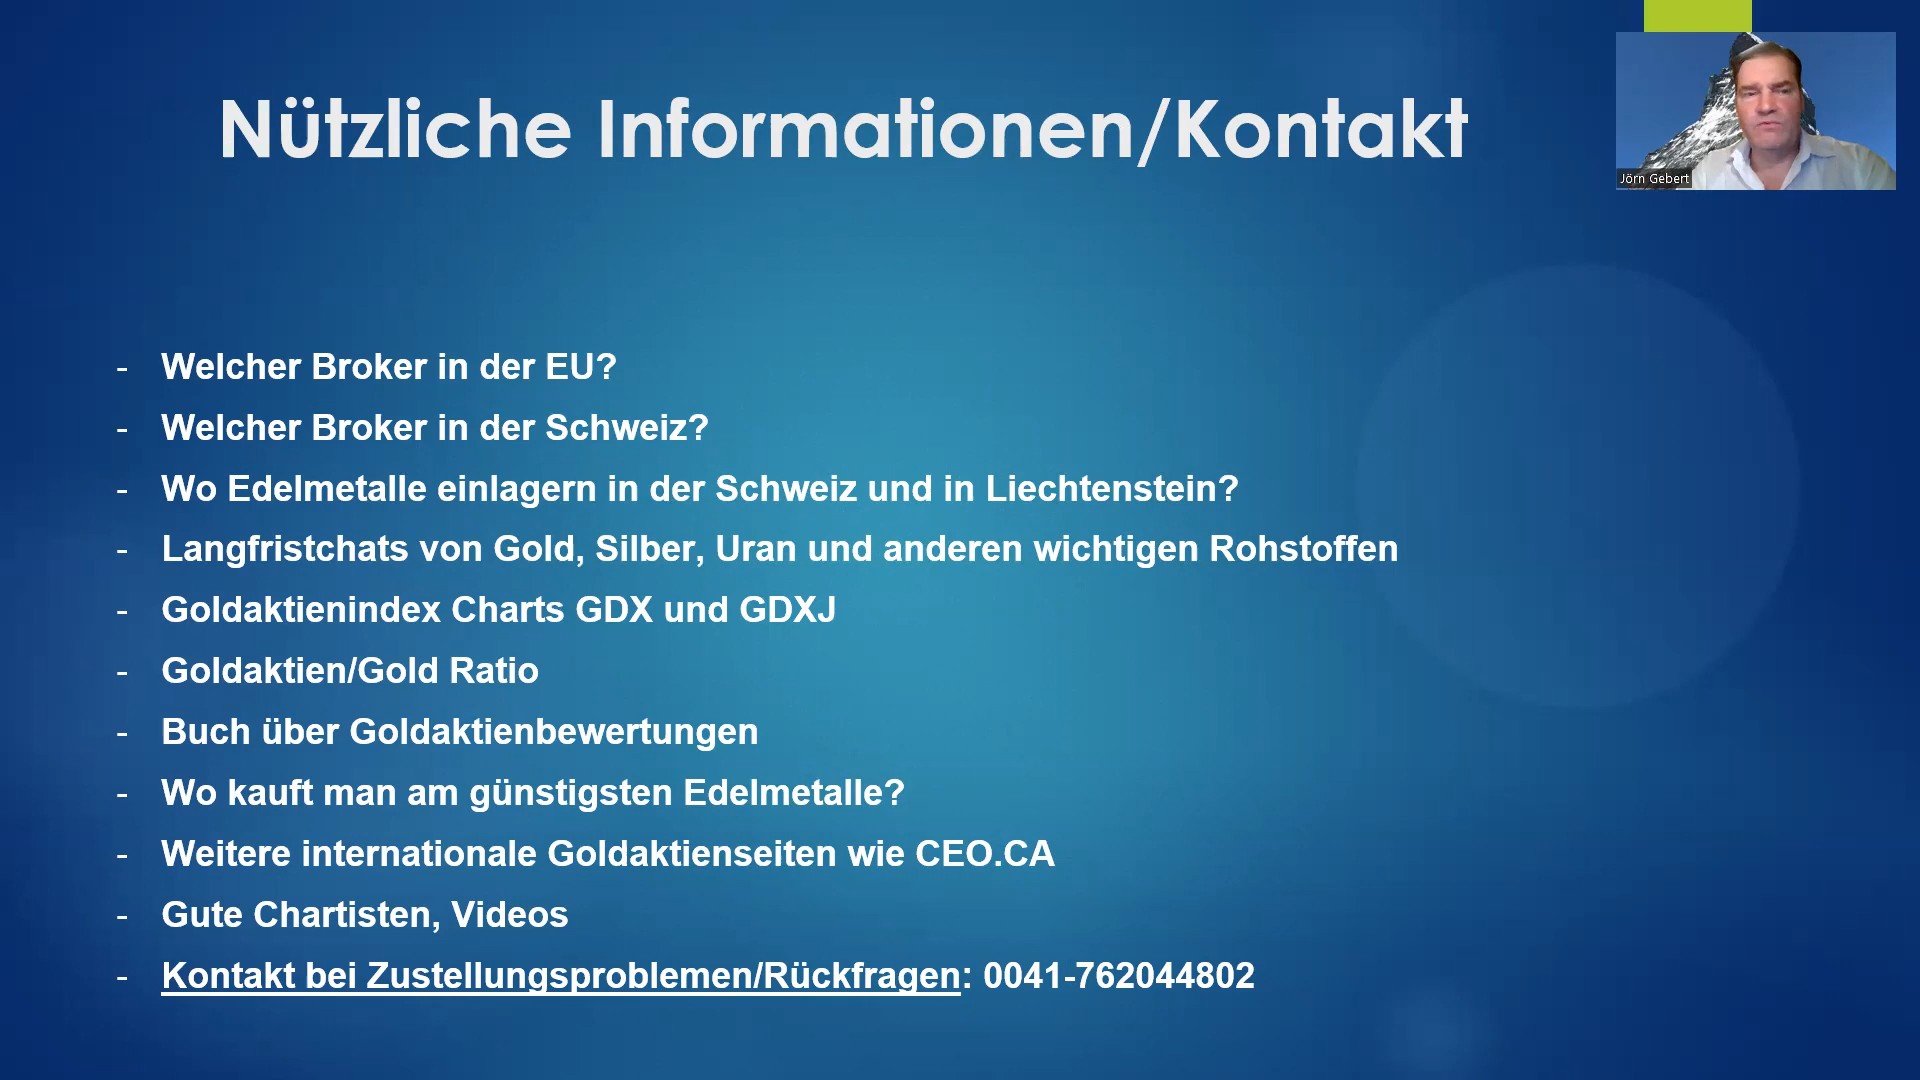 Nützliche Informationen/Kontakt
Jörn Gebert
- Welcher Broker in der EU?
- Welcher Broker in der Schweiz?
- Wo Edelmetalle einlagern in der Schweiz und in Liechtenstein?
- Langfristchats von Gold, Silber, Uran und anderen wichtigen Rohstoffen
- Goldaktienindex Charts GDX und GDXJ
- Goldaktien/Gold Ratio
- Buch über Goldaktienbewertungen
- Wo kauft man am günstigsten Edelmetalle?
- Weitere internationale Goldaktienseiten wie CEO.CA
- Gute Chartisten, Videos
- Kontakt bei Zustellungsproblemen/Rückfragen: 0041-762044802